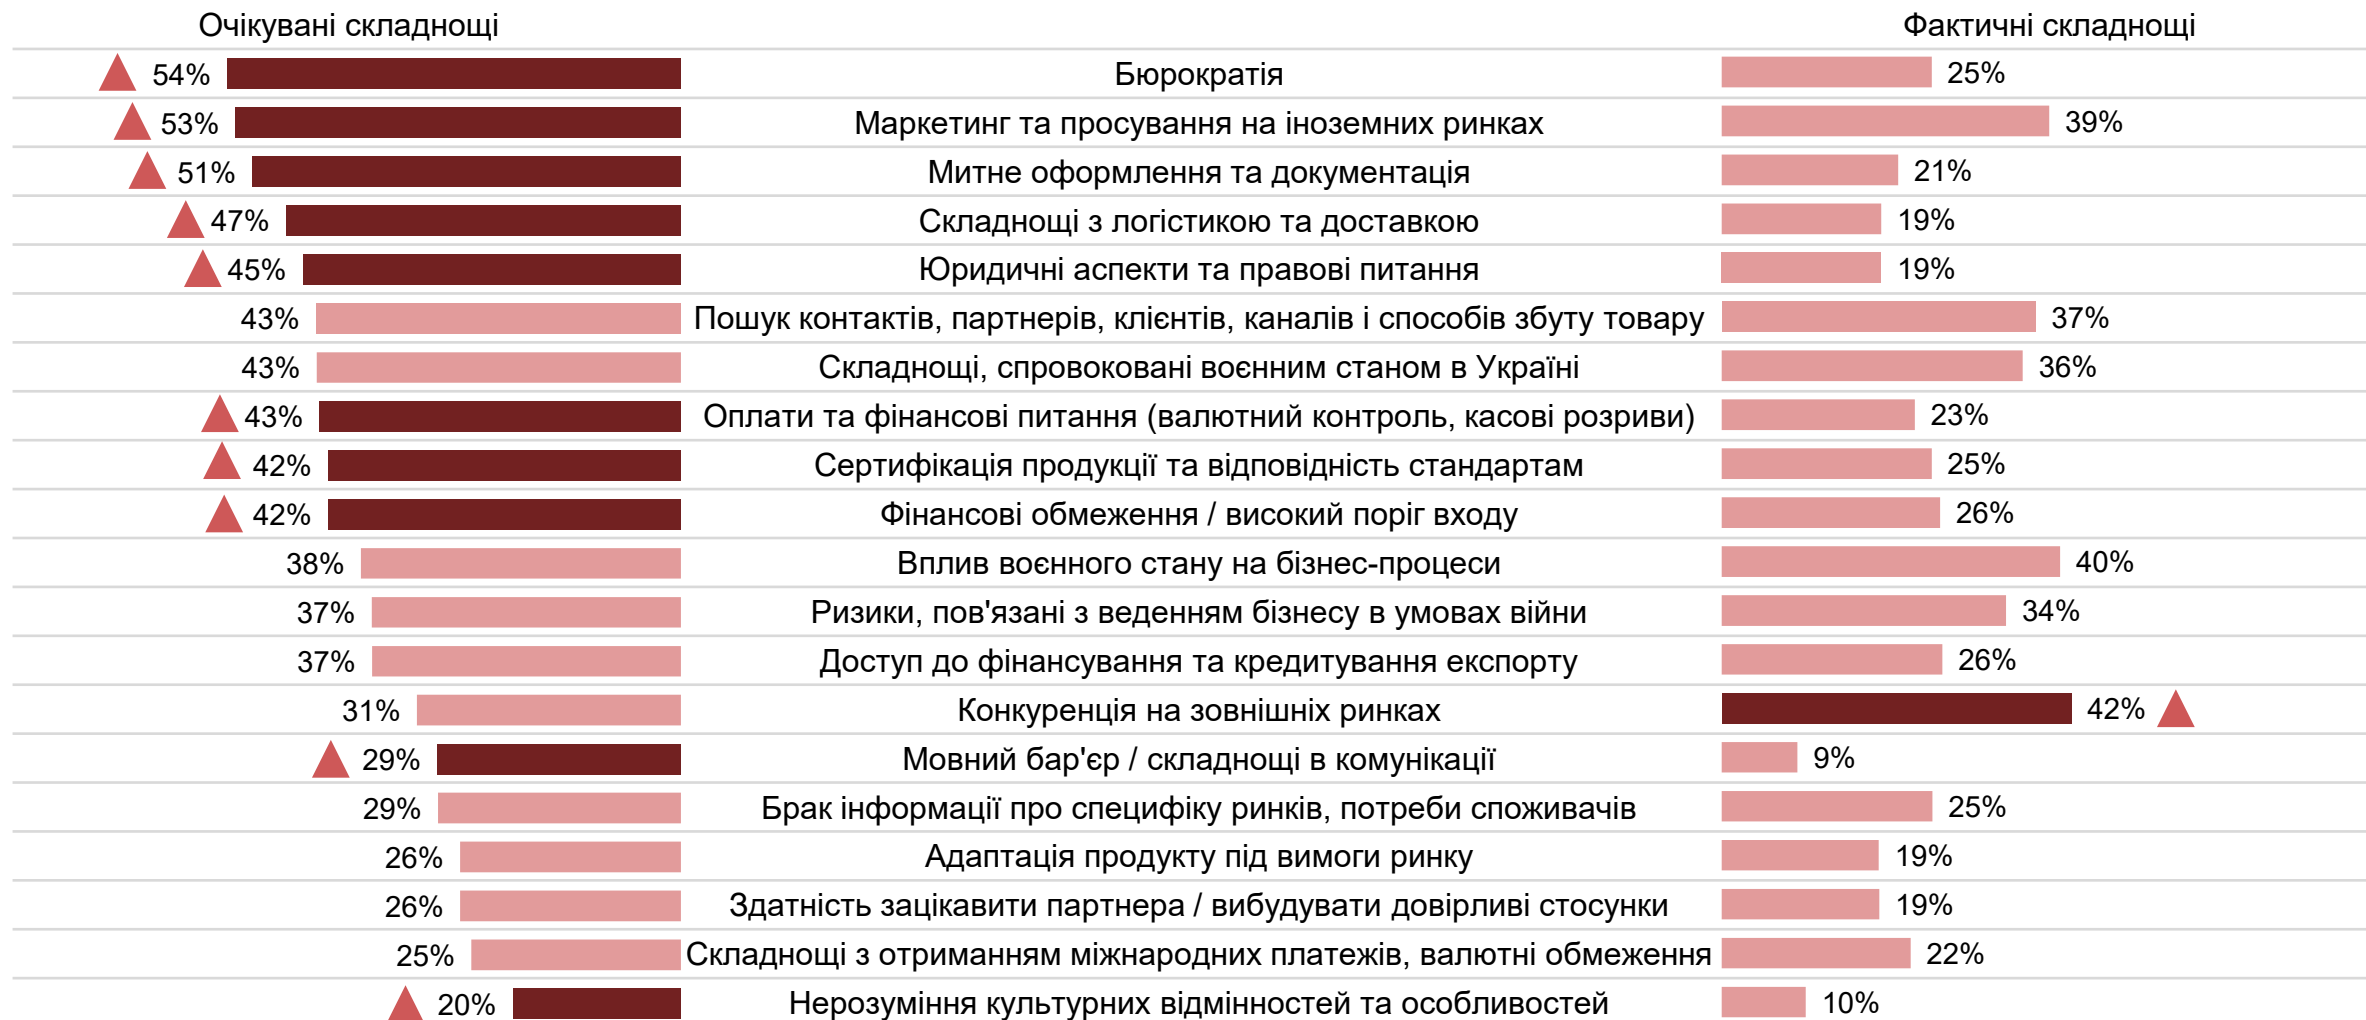 Очікувані складнощі Фактичні складнощі
54% Бюрократія 25%
53% Маркетинг та просування на іноземних ринках 39%
51% Митне оформлення та документація 21%
47% Складнощі з логістикою та доставкою 19%
45% Юридичні аспекти та правові питання 19%
43% Пошук контактів, партнерів, клієнтів, каналів і способів збуту товару 37%
43% Складнощі, спровоковані воєнним станом в Україні 36%
43% Оплати та фінансові питання (валютний контроль, касові розриви) 23%
42% Сертифікація продукції та відповідність стандартам 25%
42% Фінансові обмеження / високий поріг входу 26%
38% Вплив воєнного стану на бізнес-процеси 40%
37% Ризики, пов'язані з веденням бізнесу в умовах війни 34%
37% Доступ до фінансування та кредитування експорту 26%
31% Конкуренція на зовнішніх ринках 42%
29% Мовний бар'єр / складнощі в комунікації 9%
29% Брак інформації про специфіку ринків, потреби споживачів 25%
26% Адаптація продукту під вимоги ринку 19%
26% Здатність зацікавити партнера / вибудувати довірливі стосунки 19%
25% Складнощі з отриманням міжнародних платежів, валютні обмеження 22%
20% Нерозуміння культурних відмінностей та особливостей 10%